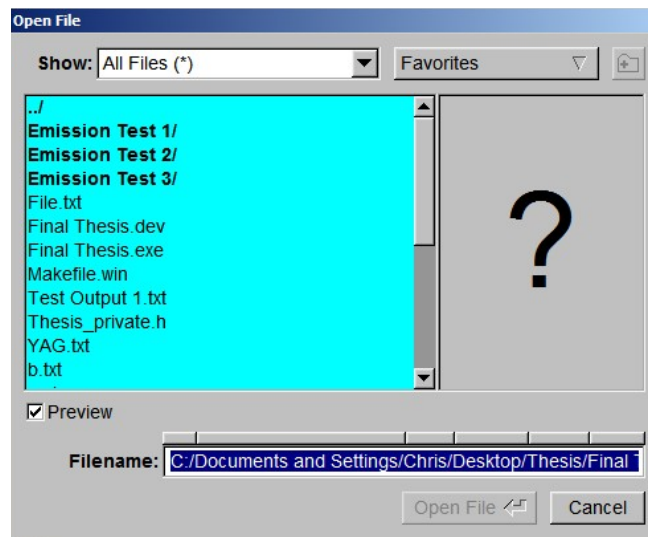 Open File
Show: All Files (*) Favorites
../
Emission Test 1/
Emission Test 2/
Emission Test 3/
File.txt
Final Thesis.dev
Final Thesis.exe
Makefile.win
Test Output 1.txt
Thesis_private.h
YAG.txt
b.txt
?
Preview
Filename: C:/Documents and Settings/Chris/Desktop/Thesis/Final
Open File Cancel